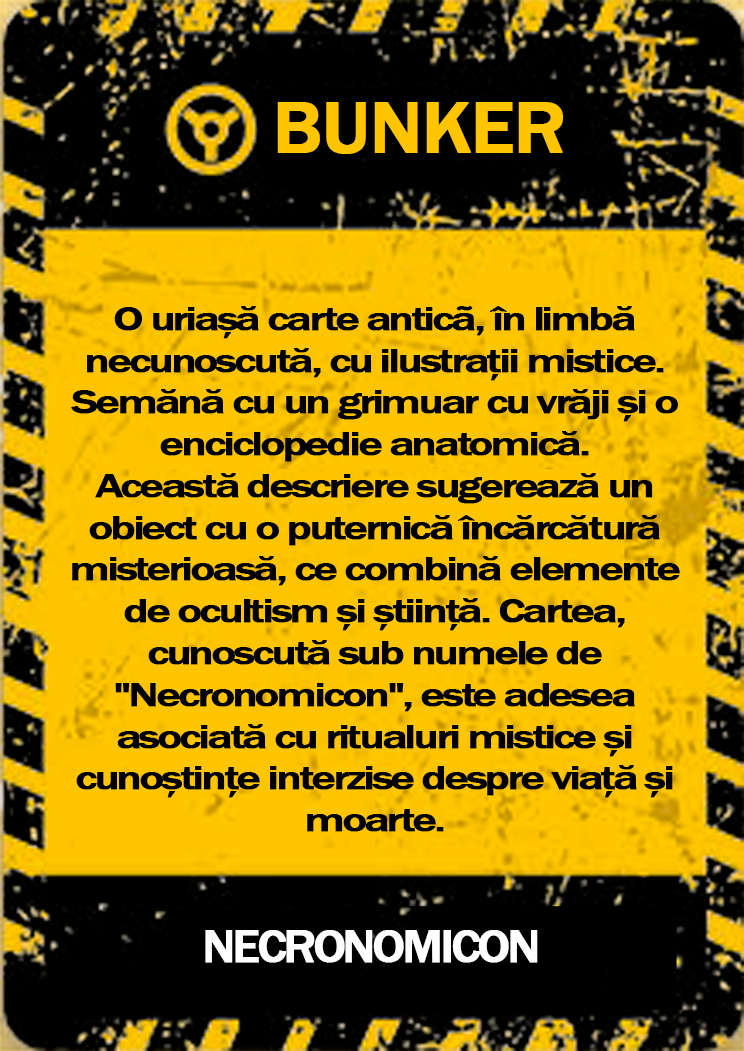 BUNKER
O uriașă carte anticã, în limbă
necunoscută, cu ilustrații mistice.
Semănă cu un grimuar cu vrăji și o
enciclopedie anatomică.
Această descriere sugerează un
obiect cu o puternică încărcătură
misterioasă, ce combină elemente
de ocultism și știință. Cartea,
cunoscută sub numele de
"Necronomicon", este adesea
asociată cu ritualuri mistice și
cunoștințe interzise despre viață și
moarte.
NECRONOMICON